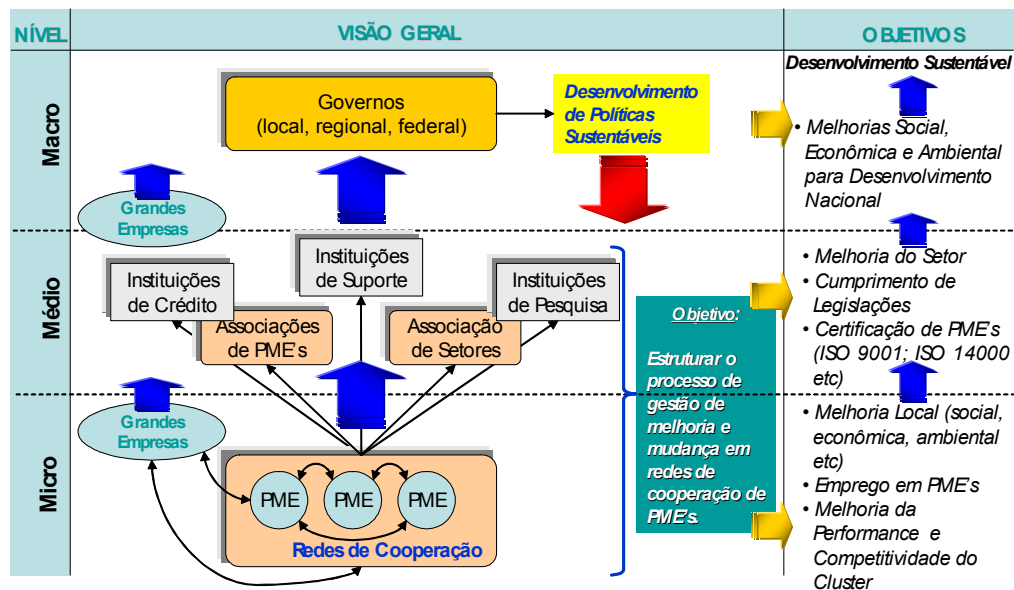 NÍVEL
VISÃO GERAL
OBJETIVOS
Macro
Governos
(local, regional, federal)
Desenvolvimento
de Políticas
Sustentáveis
Grandes
Empresas
Desenvolvimento Sustentável
• Melhorias Social,
Econômica e Ambiental
para Desenvolvimento
Nacional
Médio
Instituições
de Crédito
Instituições
de Suporte
Instituições
de Pesquisa
Associações
de PME's
Associação
de Setores
Objetivo:
Estruturar o
processo de
gestão de
melhoria e
mudança em
redes de
cooperação de
PME's.
• Melhoria do Setor
• Cumprimento de
Legislações
• Certificação de PME's
(ISO 9001; ISO 14000
etc)
Micro
Grandes
Empresas
PME
PME
PME
Redes de Cooperação
• Melhoria Local (social,
econômica, ambiental
etc)
• Emprego em PME's
• Melhoria da
Performance e
Competitividade do
Cluster